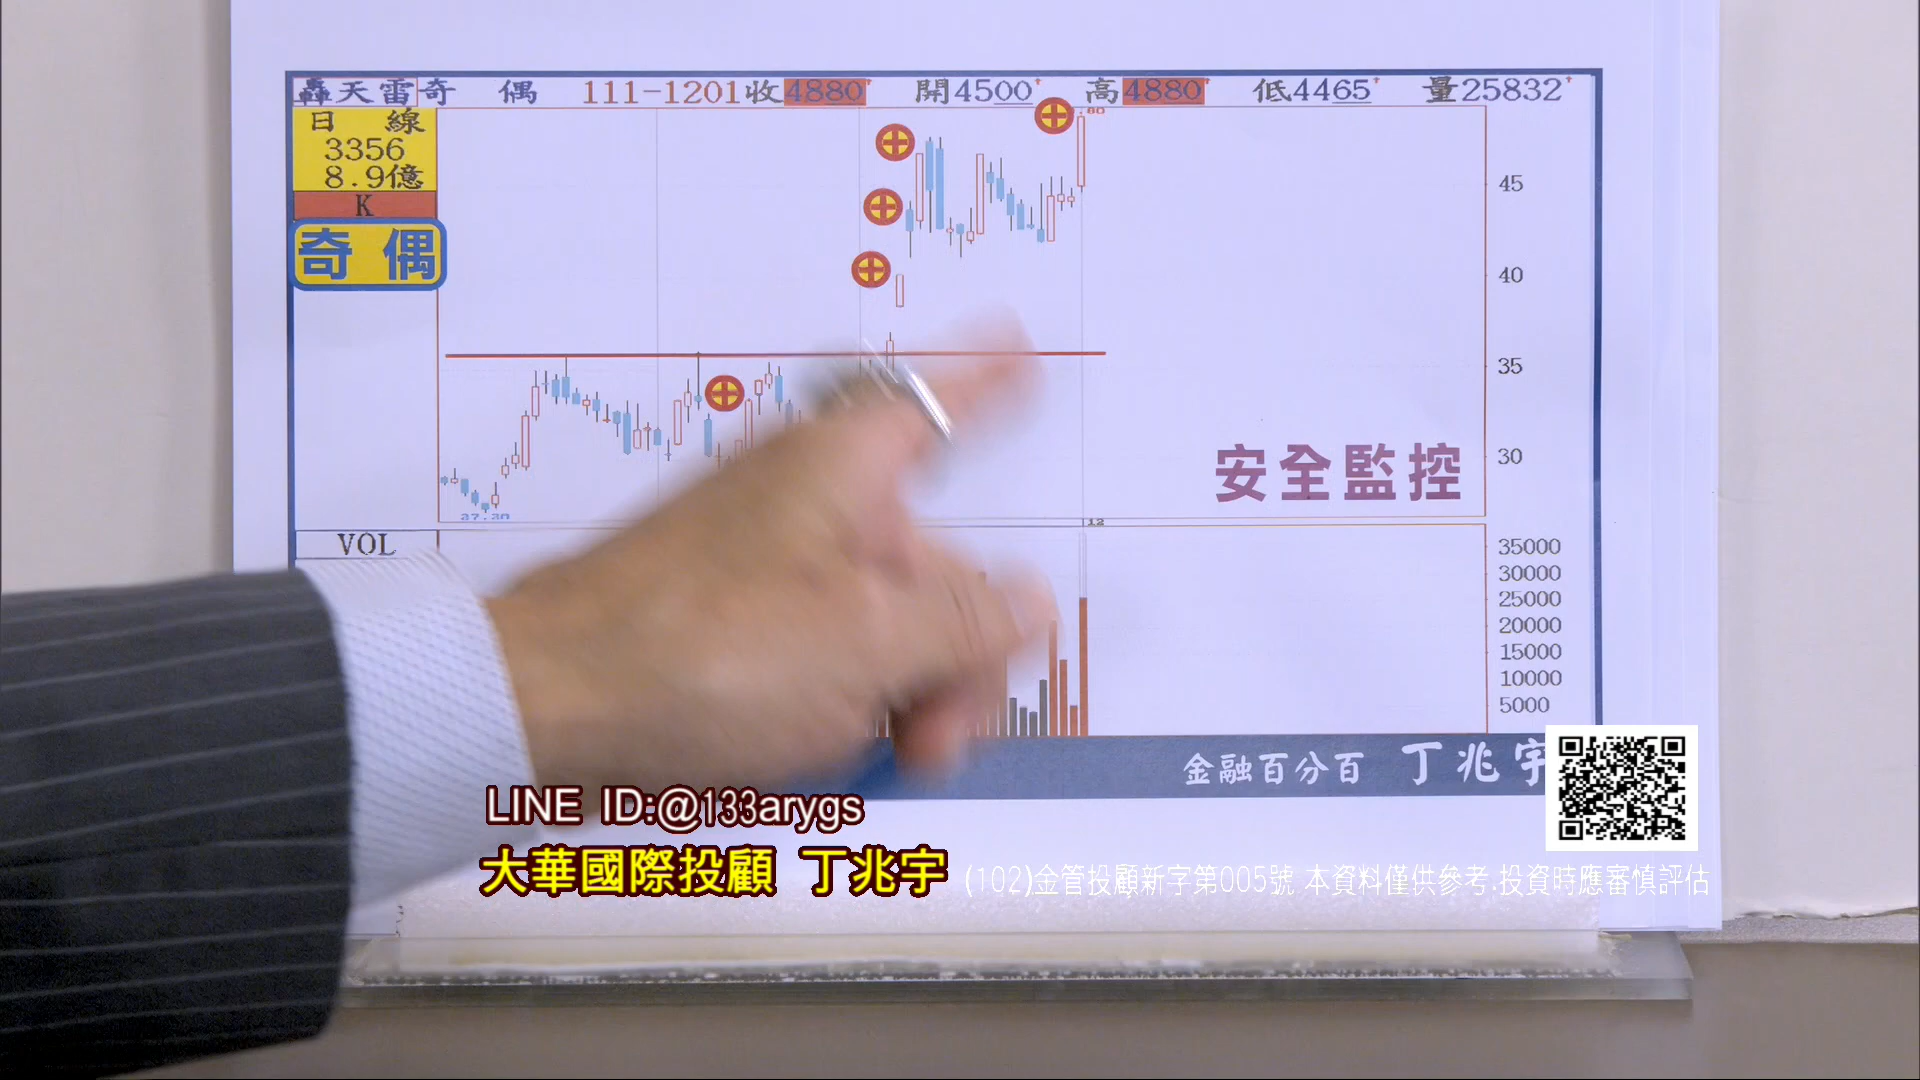 轟天雷奇 偶 111-1201收4880↑ 開4500↑ 高4880↑ 低4465↑ 量25832↑
日 線
3356
8.9億
K
奇 偶
.80
45
40
35
30
安全監控
27.30
12
VOL
35000
30000
25000
20000
15000
10000
5000
金融百分百 丁兆宇
LINE ID:@133arygs
大華國際投顧 丁兆宇 (102)金管投顧新字第005號 本資料僅供參考.投資時應審慎評估